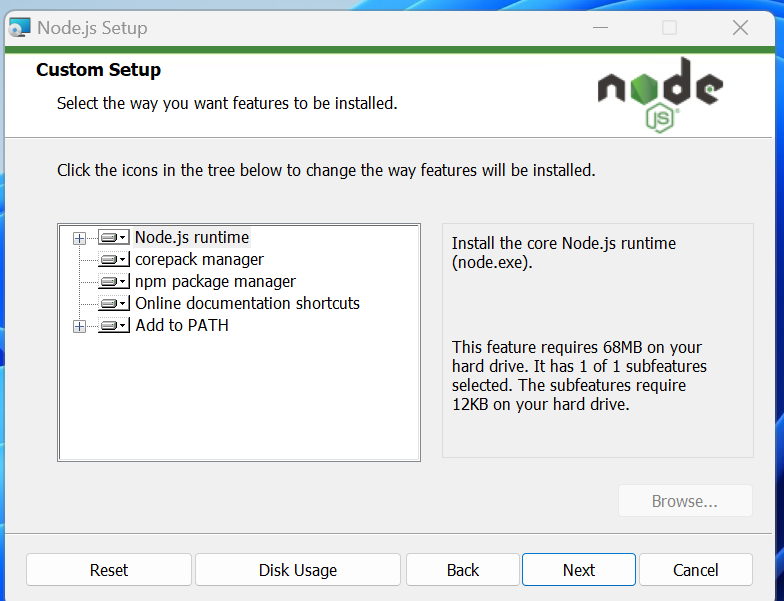 Node.js Setup
Custom Setup
Select the way you want features to be installed.
node
JS
Click the icons in the tree below to change the way features will be installed.
Node.js runtime
corepack manager
npm package manager
Online documentation shortcuts
Add to PATH
Install the core Node.js runtime
(node.exe).
This feature requires 68MB on your
hard drive. It has 1 of 1 subfeatures
selected. The subfeatures require
12KB on your hard drive.
Browse...
Reset
Disk Usage
Back
Next
Cancel